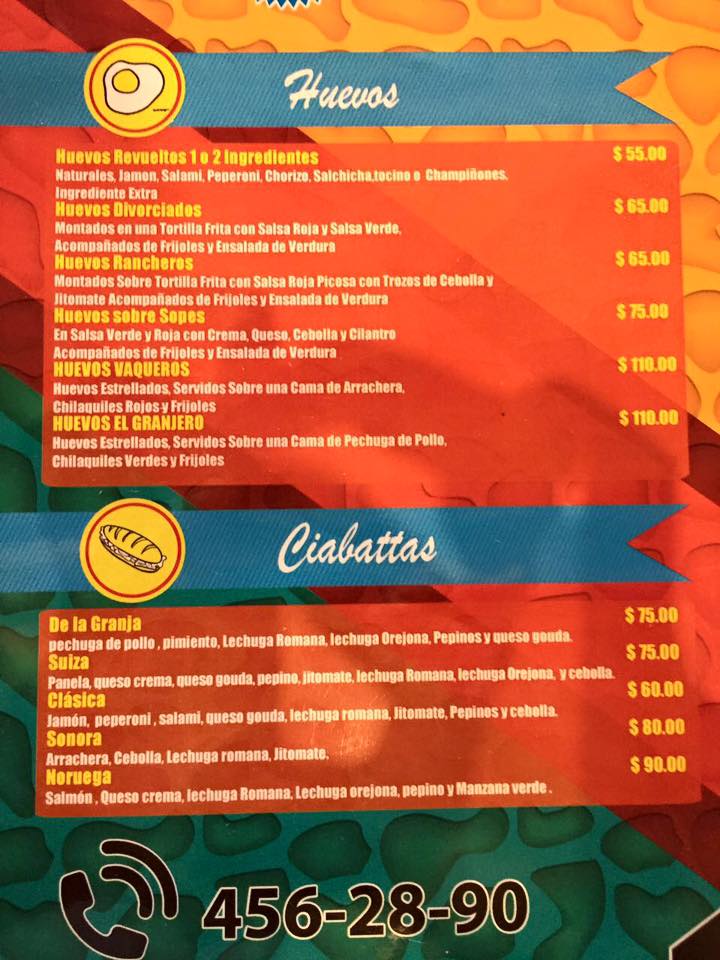 Huevos
Huevos Revueltos 1 o 2 Ingredientes $ 55.00
Naturales, Jamon, Salami, Peperoni, Chorizo, Salchicha,tocino o Champiñones.
Ingrediente Extra
Huevos Divorciados $ 65.00
Montados en una Tortilla Frita con Salsa Roja y Salsa Verde,
Acompañados de Frijoles y Ensalada de Verdura
Huevos Rancheros $ 65.00
Montados Sobre Tortilla Frita con Salsa Roja Picosa con Trozos de Cebolla y
Jitomate Acompañados de Frijoles y Ensalada de Verdura
Huevos sobre Sopes $ 75.00
En Salsa Verde y Roja con Crema, Queso, Cebolla y Cilantro
Acompañados de Frijoles y Ensalada de Verdura
HUEVOS VAQUEROS $ 110.00
Huevos Estrellados, Servidos Sobre una Cama de Arrachera,
Chilaquiles Rojos y Frijoles
HUEVOS EL GRANJERO $ 110.00
Huevos Estrellados, Servidos Sobre una Cama de Pechuga de Pollo,
Chilaquiles Verdes y Frijoles
Ciabattas
De la Granja $ 75.00
pechuga de pollo , pimiento, Lechuga Romana, lechuga Orejona, Pepinos y queso gouda.
Suiza $ 75.00
Panela, queso crema, queso gouda, pepino, jitomate, lechuga Romana, lechuga Orejona, y cebolla.
Clásica $ 60.00
Jamón, peperoni , salami, queso gouda, lechuga romana, Jitomate, Pepinos y cebolla.
Sonora $ 80.00
Arrachera, Cebolla, Lechuga romana, Jitomate.
Noruega $ 90.00
Salmón , Queso crema, lechuga Romana, Lechuga orejona, pepino y Manzana verde .
456-28-90